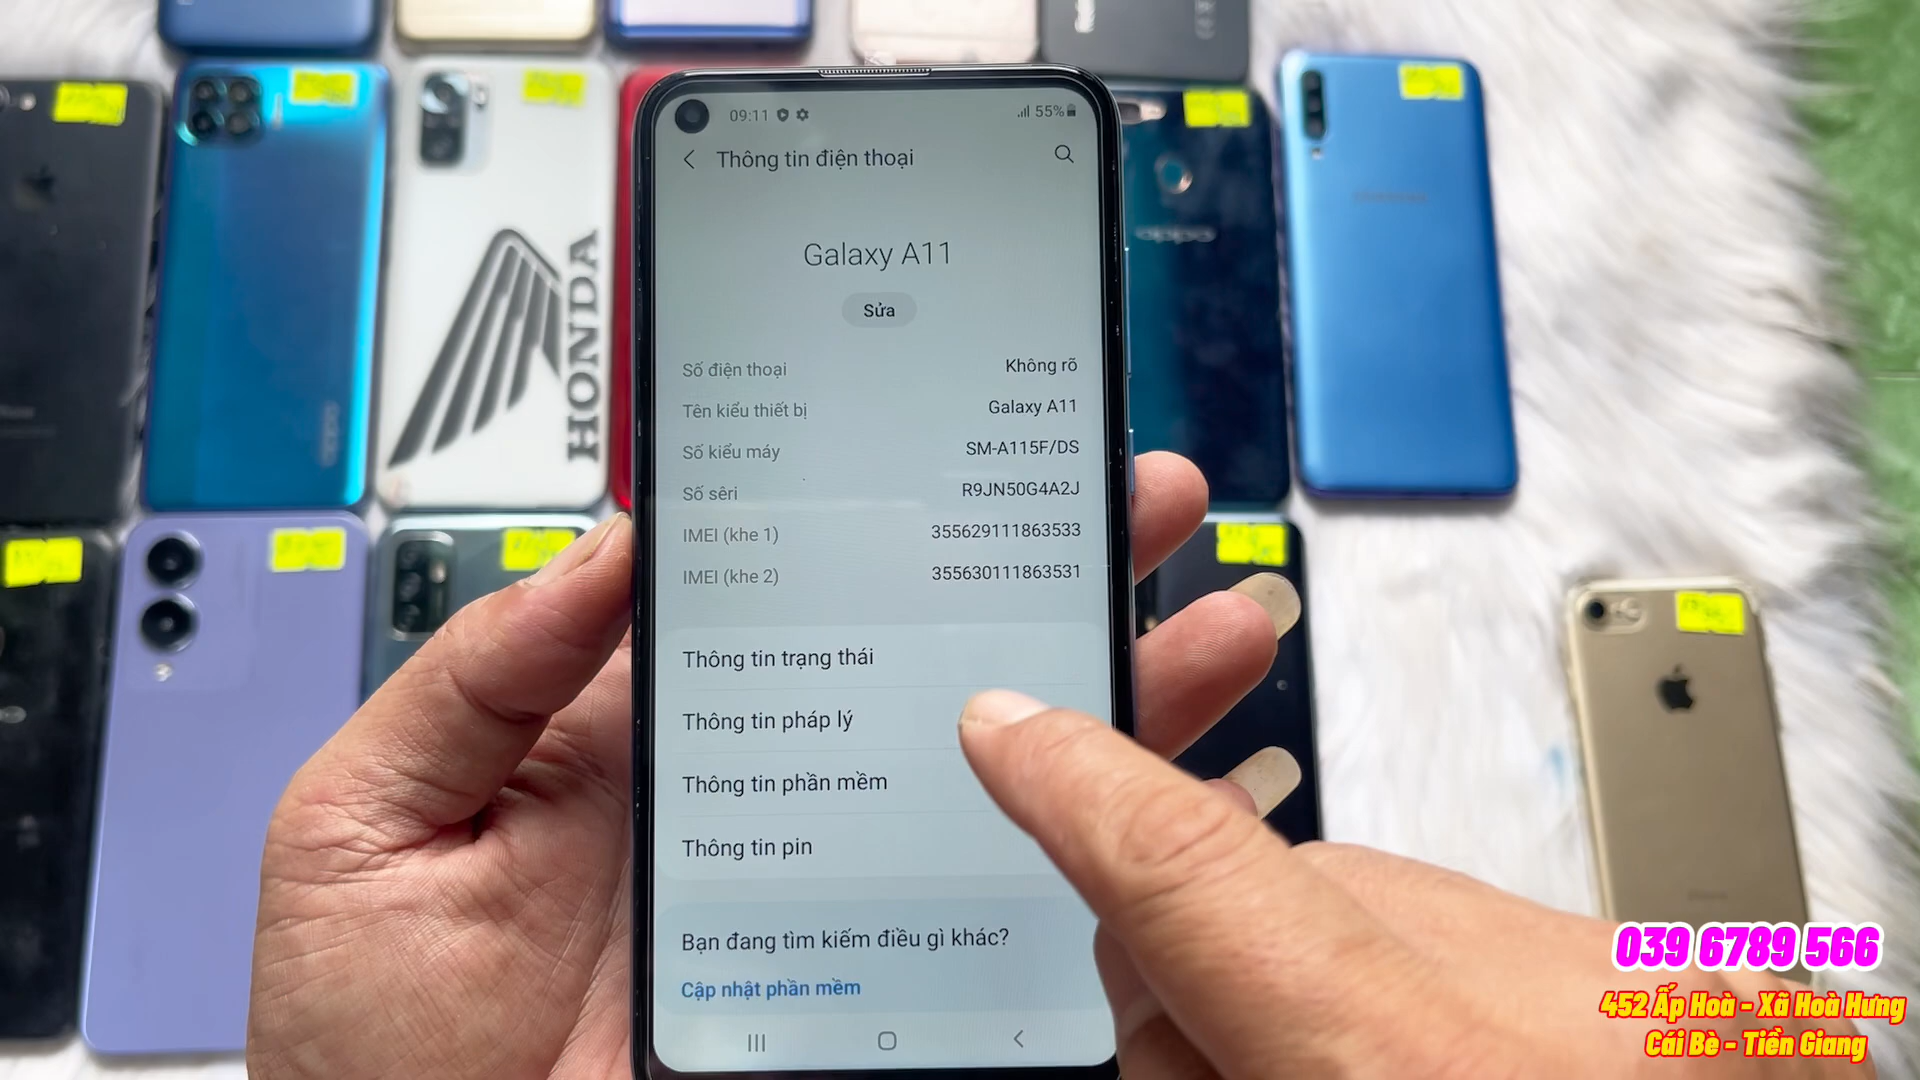 09:11
55%
Thông tin điện thoại
Galaxy A11
Sửa
Số điện thoại Không rõ
Tên kiểu thiết bị Galaxy A11
Số kiểu máy SM-A115F/DS
Số sêri R9JN50G4A2J
IMEI (khe 1) 355629111863533
IMEI (khe 2) 355630111863531
Thông tin trạng thái
Thông tin pháp lý
Thông tin phần mềm
Thông tin pin
Bạn đang tìm kiếm điều gì khác?
Cập nhật phần mềm
HONDA
oppo
oppo
SAMSUNG
039 6789 566
452 Ấp Hoà - Xã Hoà Hưng
Cái Bè - Tiền Giang